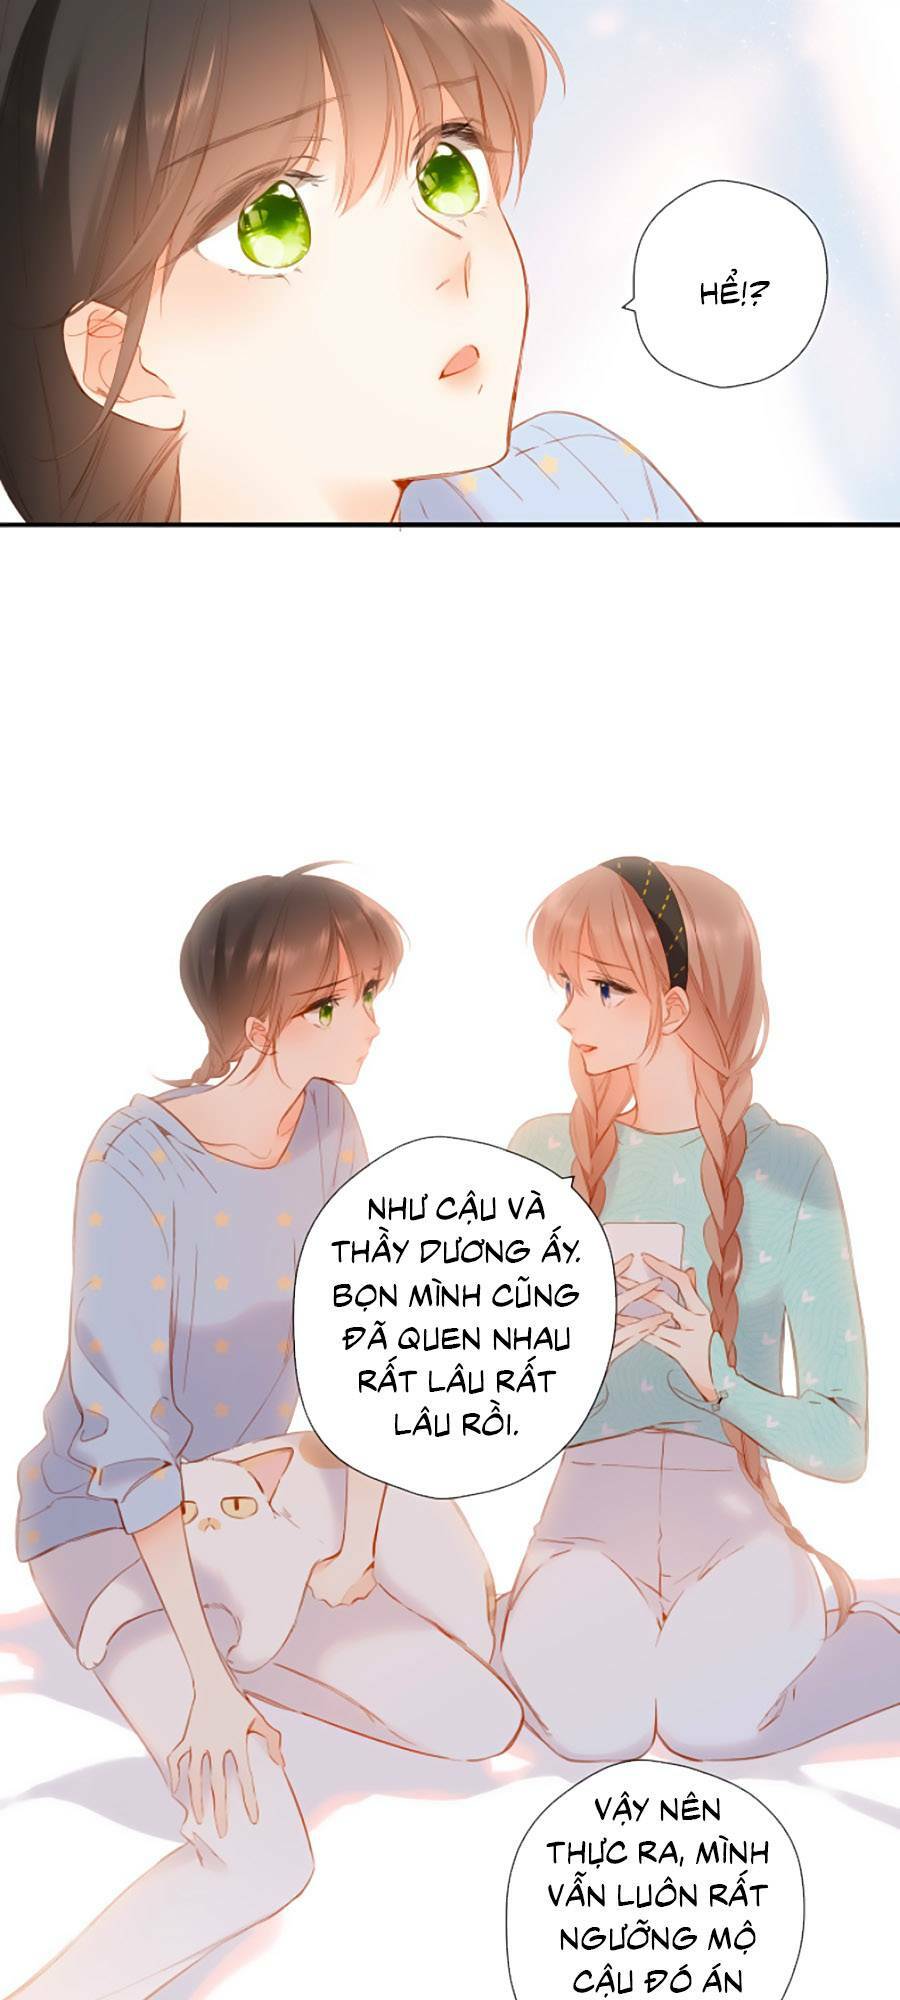 HỂ!?
NHƯ CẬU VÀ
THẦY DƯƠNG ẤY.
BỌN MÌNH CŨNG
ĐÃ QUEN NHAU
RẤT LÂU RẤT
LÂU RỒI.
VẬY NÊN
THỰC RA, MÌNH
VẪN LUÔN RẤT
NGƯỠNG MỘ
CẬU ĐÓ ÁN